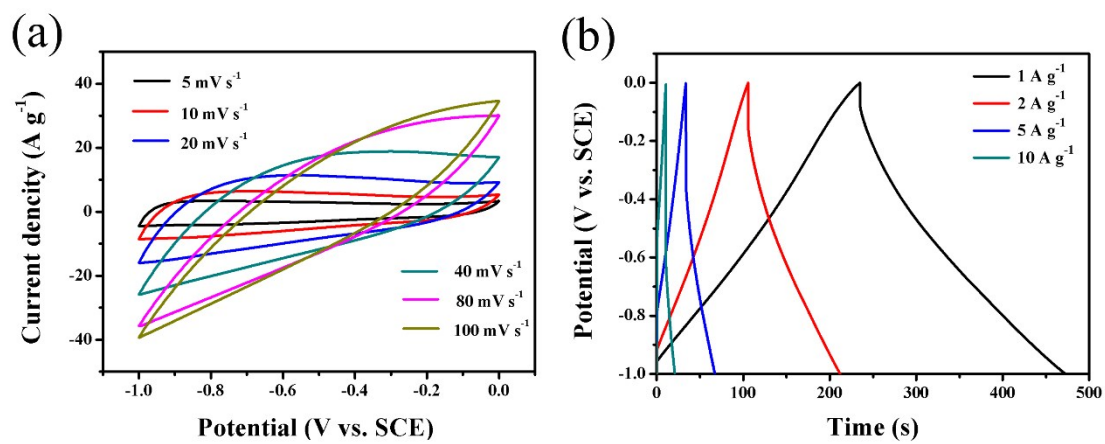 (a)
5 mV s⁻¹
10 mV s⁻¹
20 mV s⁻¹
40 mV s⁻¹
80 mV s⁻¹
100 mV s⁻¹
40
20
0
-20
-40
Current dencity (A g⁻¹)
-1.0 -0.8 -0.6 -0.4 -0.2 0.0
Potential (V vs. SCE)
(b)
1 A g⁻¹
2 A g⁻¹
5 A g⁻¹
10 A g⁻¹
0.0
-0.2
-0.4
-0.6
-0.8
-1.0
Potential (V vs. SCE)
0 100 200 300 400 500
Time (s)